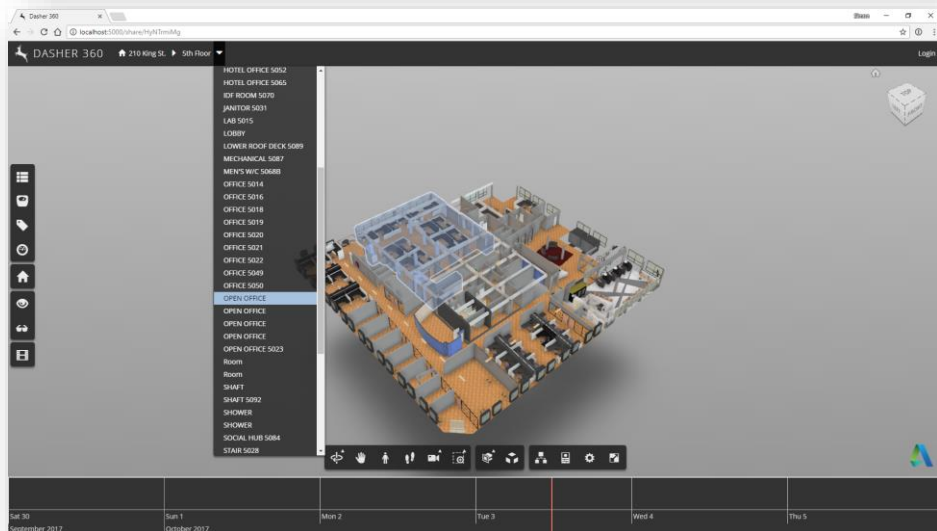 Dasher 360
localhost:5000/share/HyNTrmiMg
DASHER 360
210 King St.
5th Floor
Login
HOTEL OFFICE 5052
HOTEL OFFICE 5065
IDF ROOM 5070
JANITOR 5031
LAB 5015
LOBBY
LOWER ROOF DECK 5089
MECHANICAL 5087
MEN'S W/C 5068B
OFFICE 5014
OFFICE 5016
OFFICE 5018
OFFICE 5019
OFFICE 5020
OFFICE 5021
OFFICE 5022
OFFICE 5049
OFFICE 5050
OPEN OFFICE
OPEN OFFICE
OPEN OFFICE
OPEN OFFICE
OPEN OFFICE 5023
Room
Room
SHAFT
SHAFT 5092
SHOWER
SHOWER
SOCIAL HUB 5084
STAIR 5028
TOP
FRONT
Sat 30
Sun 1
Mon 2
Tue 3
Wed 4
Thu 5
September 2017
October 2017